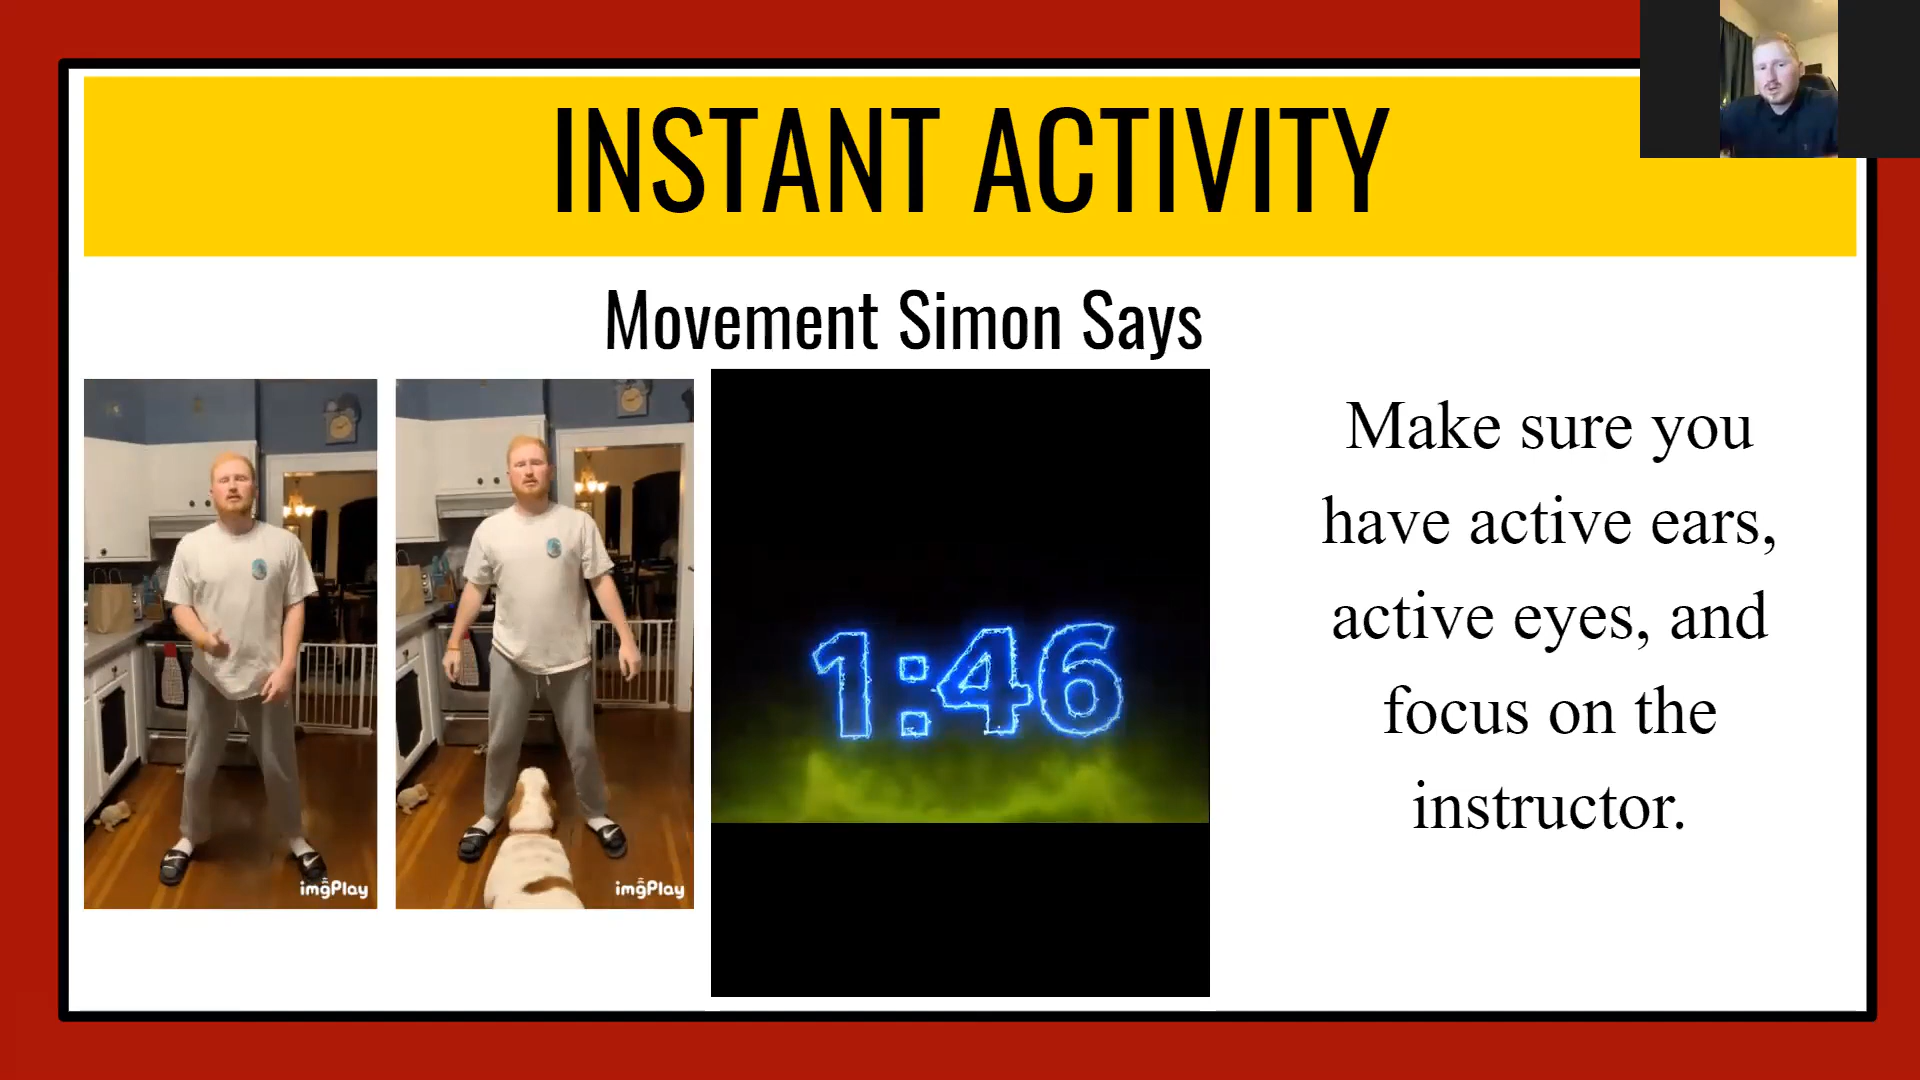 INSTANT ACTIVITY
Movement Simon Says
imgPlay
imgPlay
1:46
Make sure you
have active ears,
active eyes, and
focus on the
instructor.